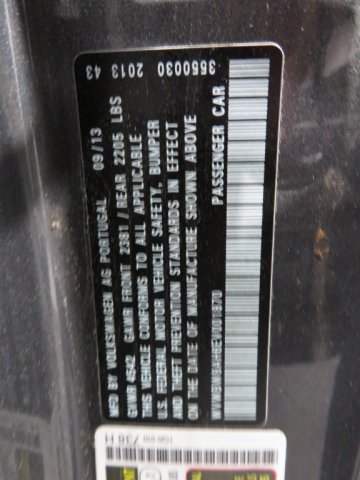 3550030 2013 43
MFD. BY VOLKSWAGEN AG PORTUGAL 09/13
GVWR 4542 GAWR FRONT 2381 / REAR 2205 LBS
THIS VEHICLE CONFORMS TO ALL APPLICABLE
U.S. FEDERAL MOTOR VEHICLE SAFETY, BUMPER
AND THEFT PREVENTION STANDARDS IN EFFECT
ON THE DATE OF MANUFACTURE SHOWN ABOVE
PASSENGER CAR
736 H